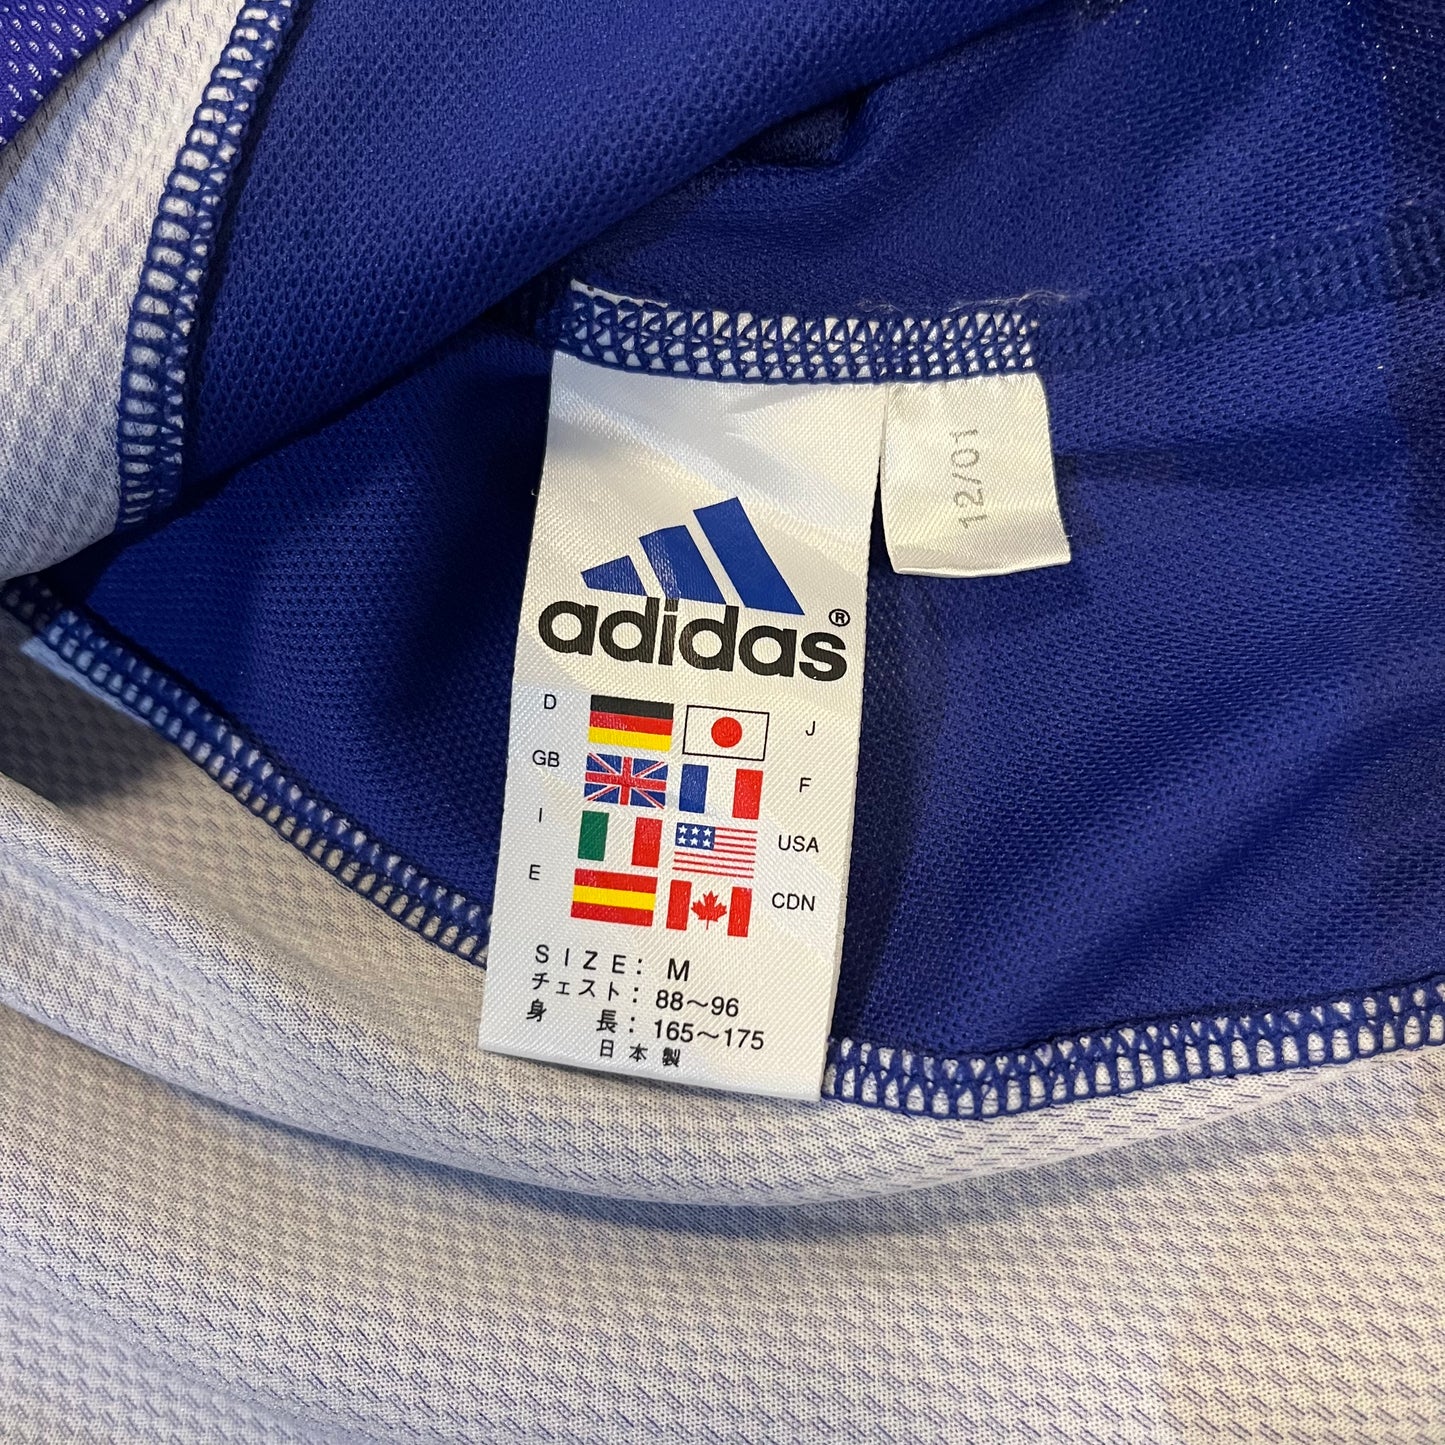 12/01
adidas®
D J
GB F
I USA
E CDN
SIZE: M
チェスト: 88~96
身 長: 165~175
日本製